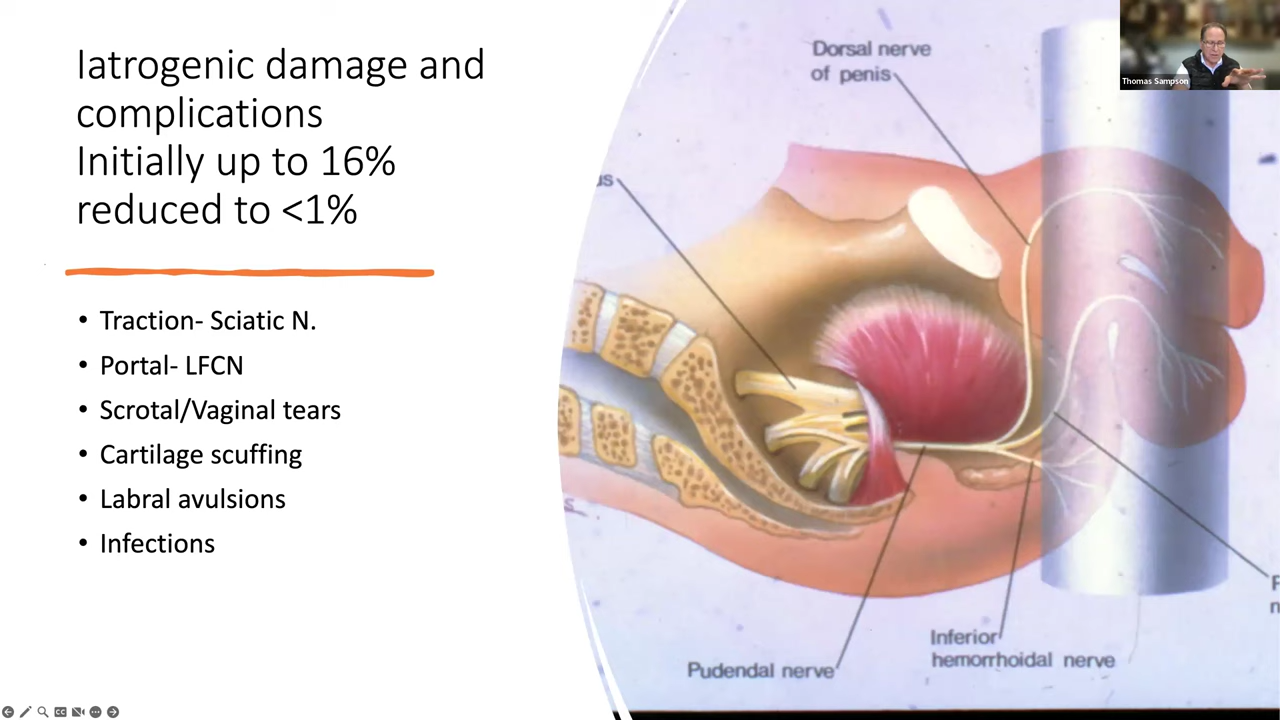 Iatrogenic damage and
complications
Initially up to 16%
reduced to <1%
• Traction- Sciatic N.
• Portal- LFCN
• Scrotal/Vaginal tears
• Cartilage scuffing
• Labral avulsions
• Infections
Dorsal nerve
of penis
Pudendal nerve
Inferior
hemorrhoidal nerve
Thomas Sampson